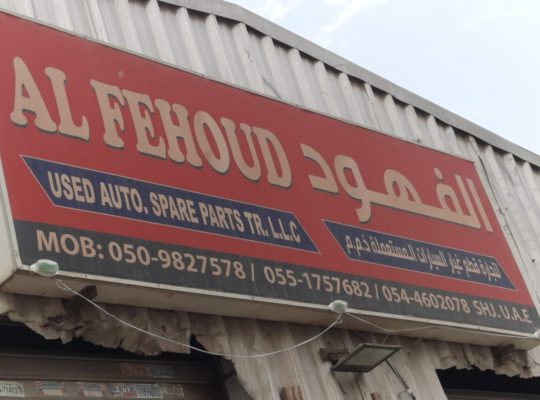 AL FEHOUD الفهود
USED AUTO. SPARE PARTS TR. L.L.C
لتجارة قطع غيار السيارات المستعملة ذ.م.م
MOB: 050-9827578 / 055-1757682 / 054-4602078 SHJ. U.A.E